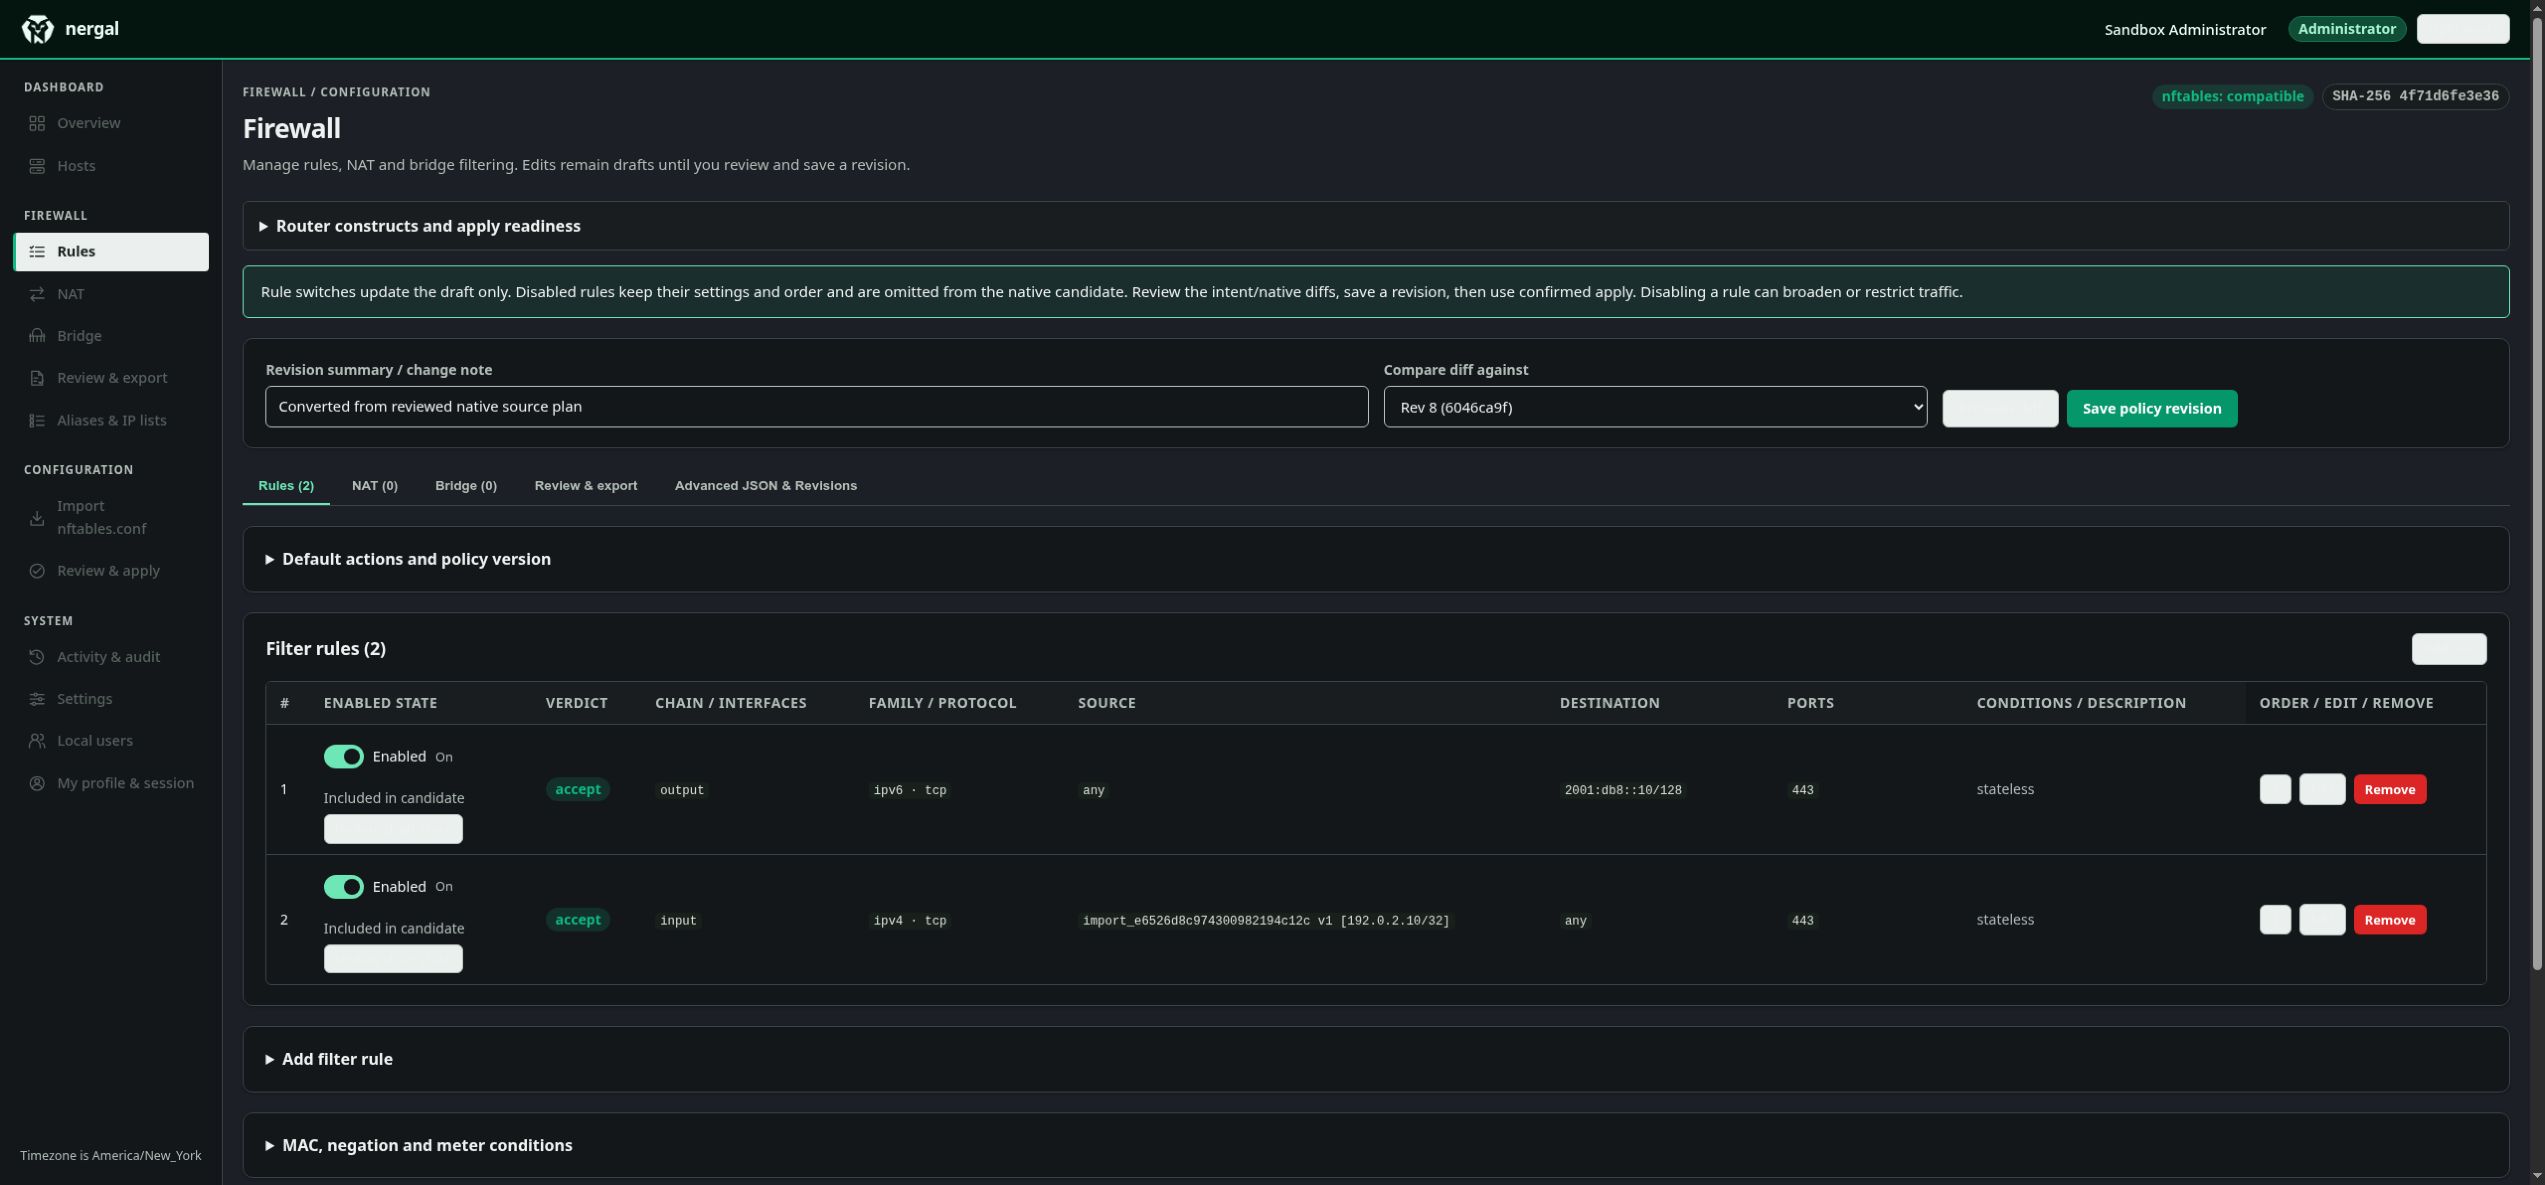 nergal
Sandbox Administrator
Administrator
DASHBOARD
Overview
Hosts
FIREWALL
Rules
NAT
Bridge
Review & export
Aliases & IP lists
CONFIGURATION
Import
nftables.conf
Review & apply
SYSTEM
Activity & audit
Settings
Local users
My profile & session
Timezone is America/New_York
FIREWALL / CONFIGURATION
nftables: compatible
SHA-256 4f71d6fe3e36
Firewall
Manage rules, NAT and bridge filtering. Edits remain drafts until you review and save a revision.
Router constructs and apply readiness
Rule switches update the draft only. Disabled rules keep their settings and order and are omitted from the native candidate. Review the intent/native diffs, save a revision, then use confirmed apply. Disabling a rule can broaden or restrict traffic.
Revision summary / change note
Compare diff against
Converted from reviewed native source plan
Rev 8 (6046ca9f)
Save policy revision
Rules (2) NAT (0) Bridge (0) Review & export Advanced JSON & Revisions
Default actions and policy version
Filter rules (2)
# ENABLED STATE VERDICT CHAIN / INTERFACES FAMILY / PROTOCOL SOURCE DESTINATION PORTS CONDITIONS / DESCRIPTION ORDER / EDIT / REMOVE
Enabled On
1 accept output ipv6 · tcp any 2001:db8::10/128 443 stateless Remove
Included in candidate
Enabled On
2 accept input ipv4 · tcp import_e6526d8c974300982194c12c v1 [192.0.2.10/32] any 443 stateless Remove
Included in candidate
Add filter rule
MAC, negation and meter conditions